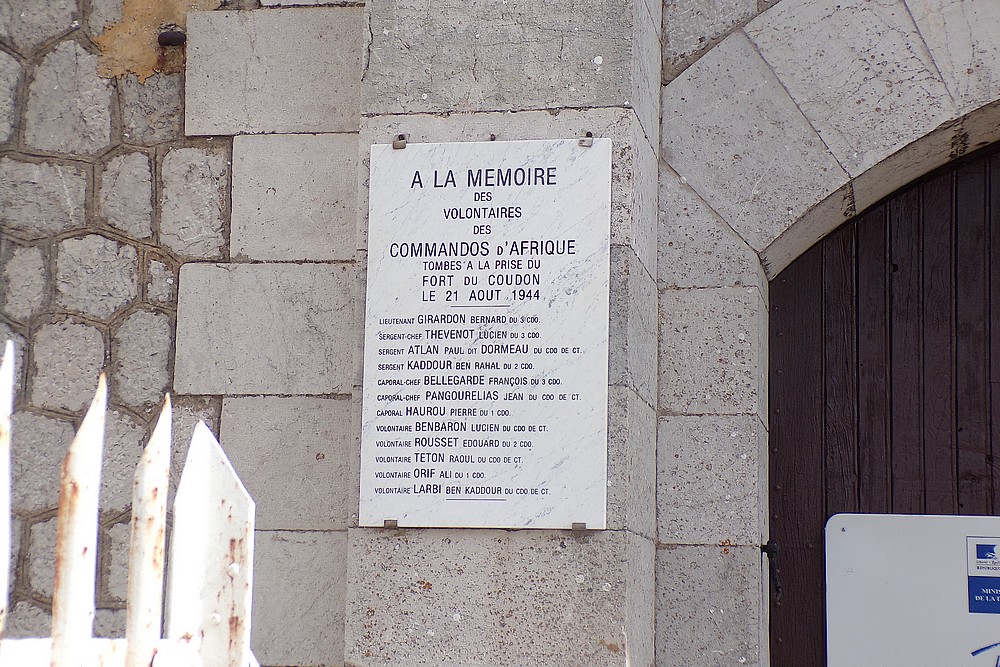 A LA MEMOIRE
DES
VOLONTAIRES
DES
COMMANDOS D'AFRIQUE
TOMBES A LA PRISE DU
FORT DU COUDON
LE 21 AOUT 1944
LIEUTENANT GIRARDON BERNARD DU 3 CDO.
SERGENT-CHEF THEVENOT LUCIEN DU 3 CDO.
SERGENT ATLAN PAUL DIT DORMEAU DU CDO DE CT.
SERGENT KADDOUR BEN RAHAL DU 2 CDO.
CAPORAL-CHEF BELLEGARDE FRANÇOIS DU 3 CDO.
CAPORAL-CHEF PANGOURELIAS JEAN DU CDO DE CT.
CAPORAL HAUROU PIERRE DU 1 CDO.
VOLONTAIRE BENBARON LUCIEN DU CDO DE CT.
VOLONTAIRE ROUSSET EDOUARD DU 2 CDO.
VOLONTAIRE TETON RAOUL DU CDO DE CT.
VOLONTAIRE ORIF ALI DU 1 CDO.
VOLONTAIRE LARBI BEN KADDOUR DU CDO DE CT.
MINIS
DE LA D